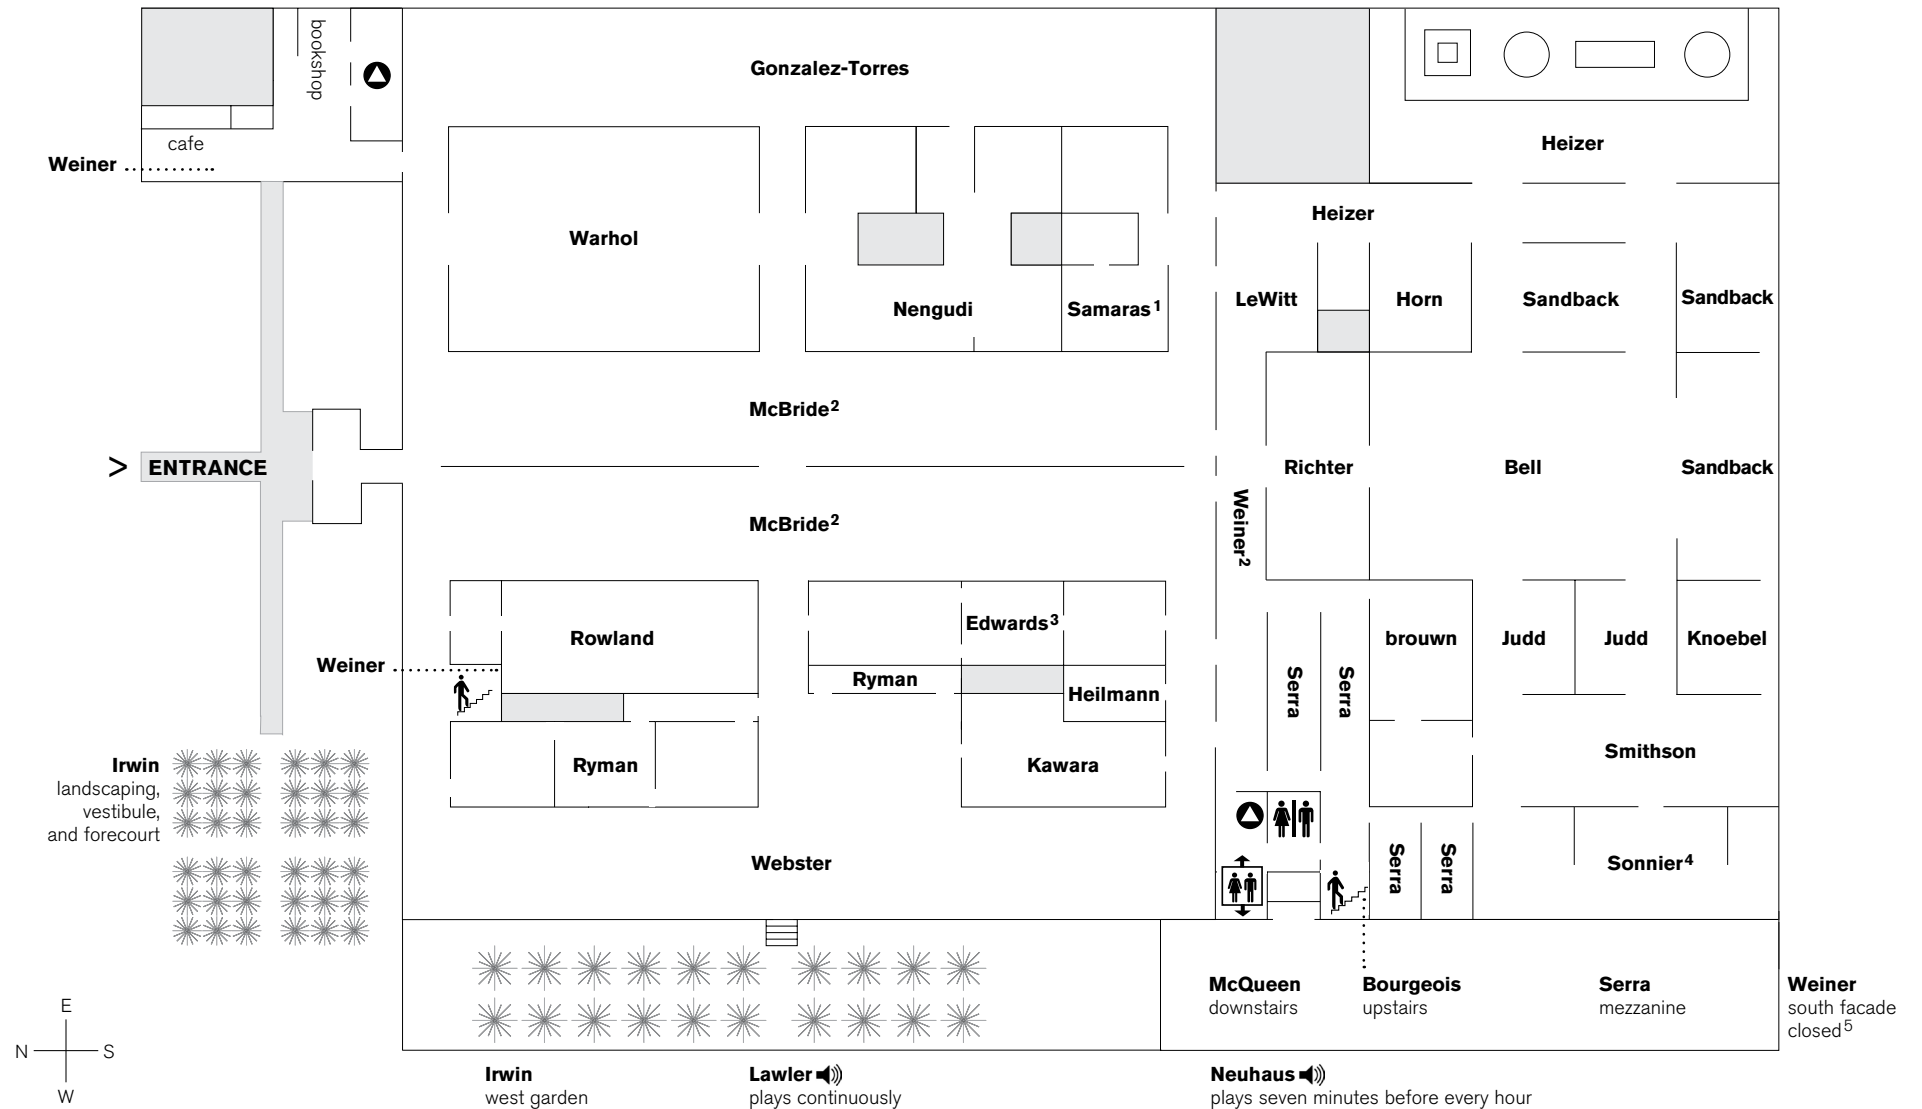 bookshop
Gonzalez-Torres
cafe
Weiner
Heizer
Heizer
Warhol
Nengudi
Samaras1
LeWitt
Horn
Sandback
Sandback
McBride2
> ENTRANCE
Richter
Bell
Sandback
McBride2
Weiner2
Rowland
Edwards3
brouwn
Judd
Judd
Knoebel
Weiner
Ryman
Heilmann
Serra
Serra
Irwin
landscaping,
vestibule,
and forecourt
Ryman
Kawara
Smithson
Webster
Serra
Serra
Sonnier4
McQueen
downstairs
Bourgeois
upstairs
Serra
mezzanine
Weiner
south facade
closed5
E
N
S
W
Irwin
west garden
Lawler
plays continuously
Neuhaus
plays seven minutes before every hour